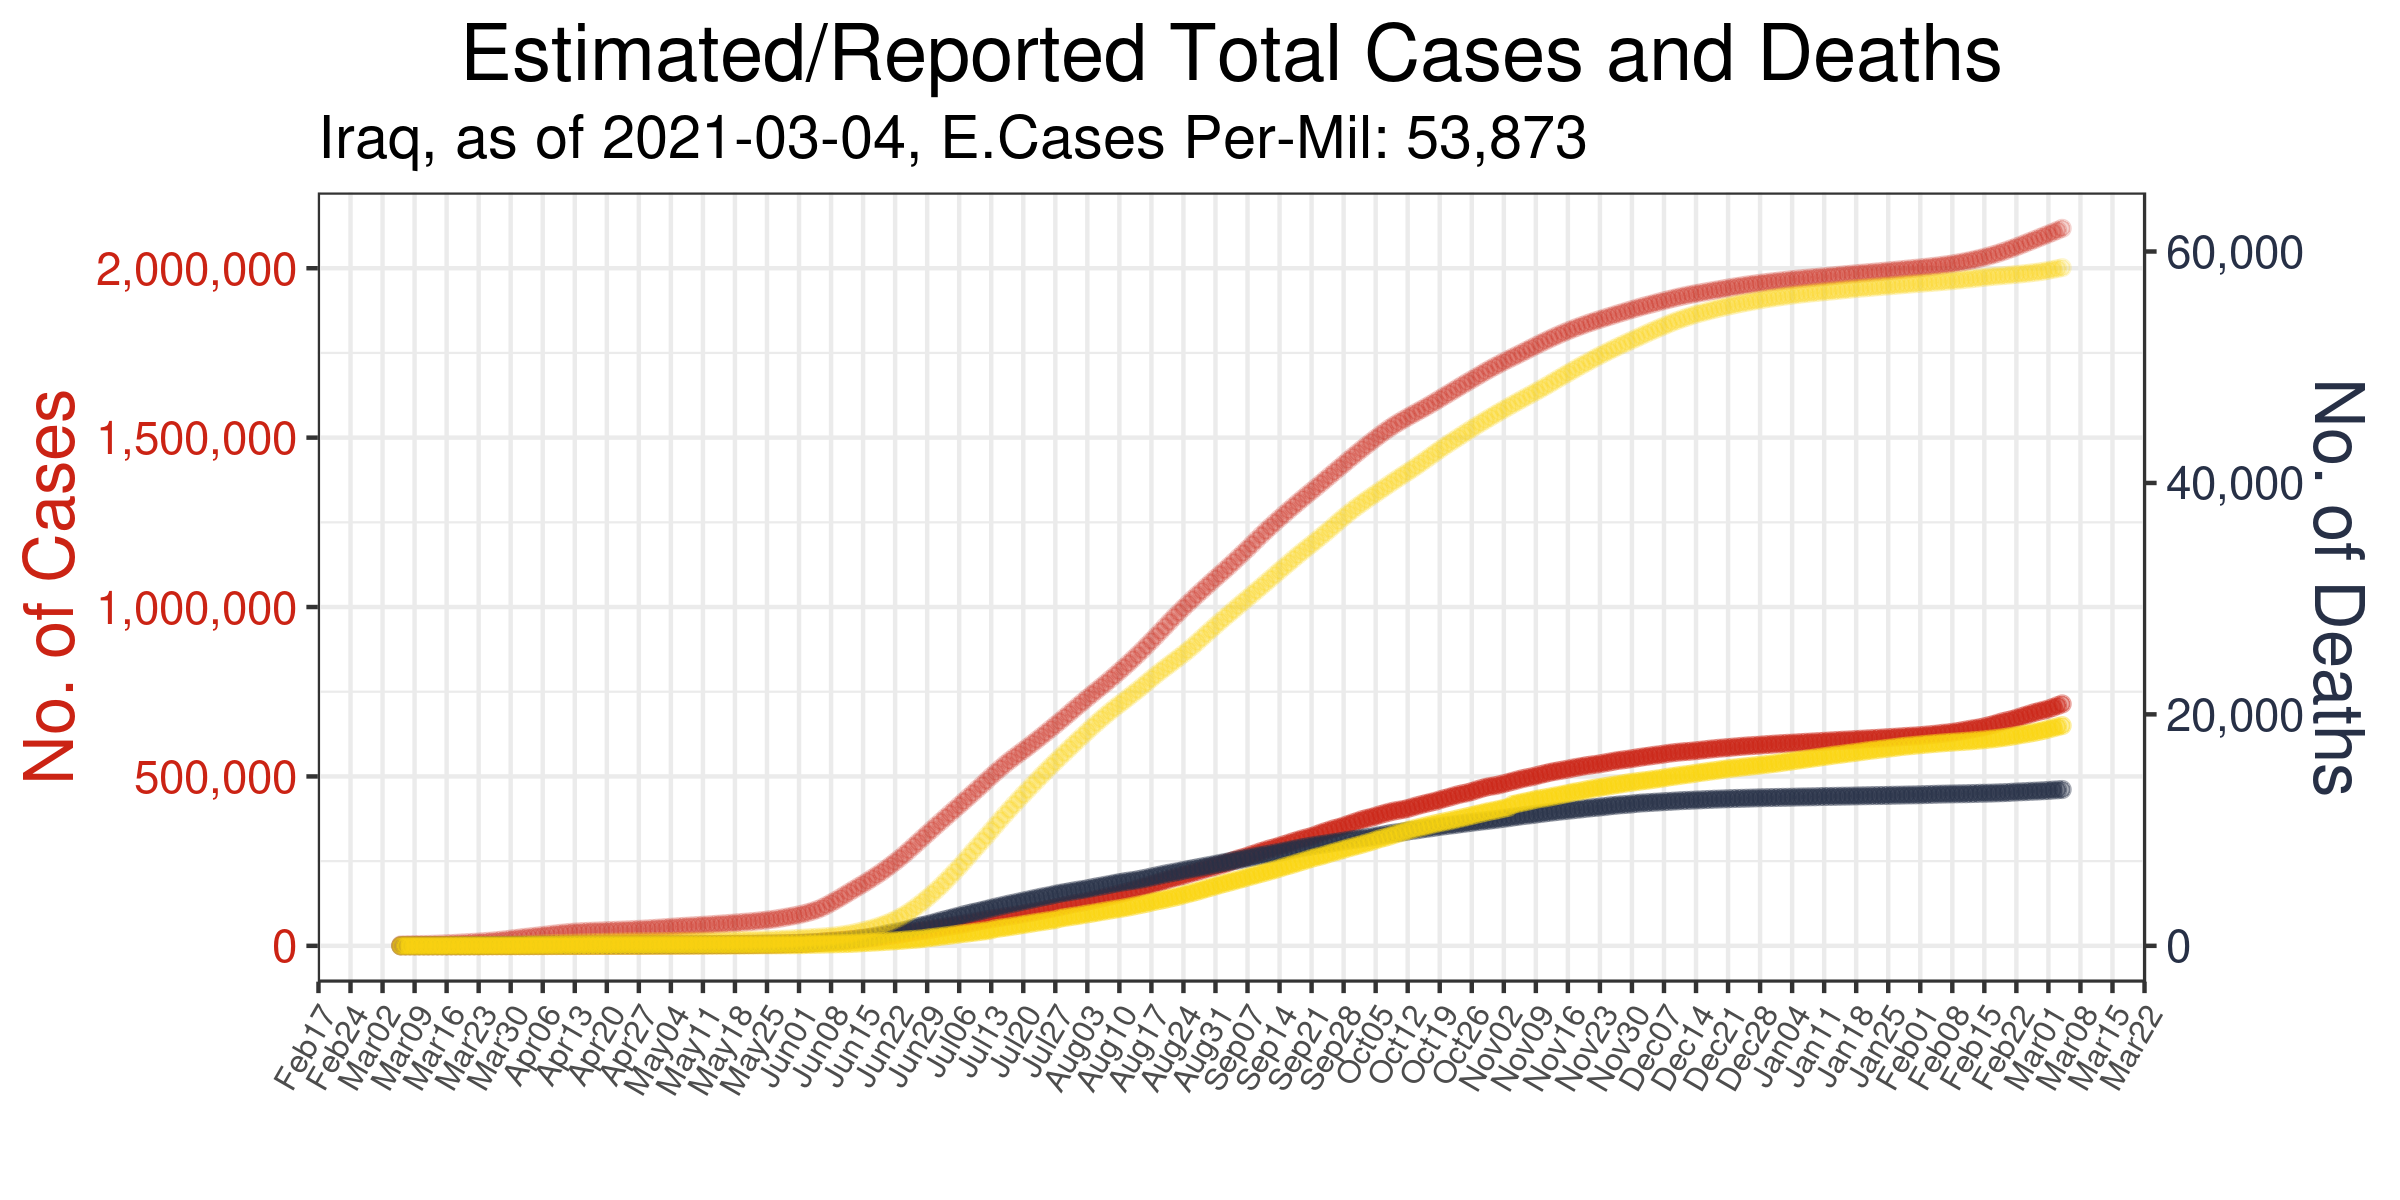 Estimated/Reported Total Cases and Deaths
Iraq, as of 2021-03-04, E.Cases Per-Mil: 53,873
No. of Cases
2,000,000
1,500,000
1,000,000
500,000
0
60,000
40,000
20,000
0
No. of Deaths
Feb17
Feb24
Mar02
Mar09
Mar16
Mar23
Mar30
Apr06
Apr13
Apr20
Apr27
May04
May11
May18
May25
Jun01
Jun08
Jun15
Jun22
Jun29
Jul06
Jul13
Jul20
Jul27
Aug03
Aug10
Aug17
Aug24
Aug31
Sep07
Sep14
Sep21
Sep28
Oct05
Oct12
Oct19
Oct26
Nov02
Nov09
Nov16
Nov23
Nov30
Dec07
Dec14
Dec21
Dec28
Jan04
Jan11
Jan18
Jan25
Feb01
Feb08
Feb15
Feb22
Mar01
Mar08
Mar15
Mar22